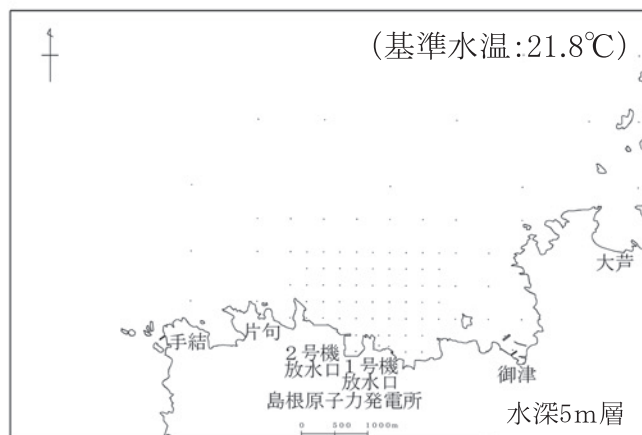 (基準水温:21.8℃)
大芦
手結
片句
2号機
放水口
1号機
放水口
御津
島根原子力発電所
水深5m層
0 500 1000m